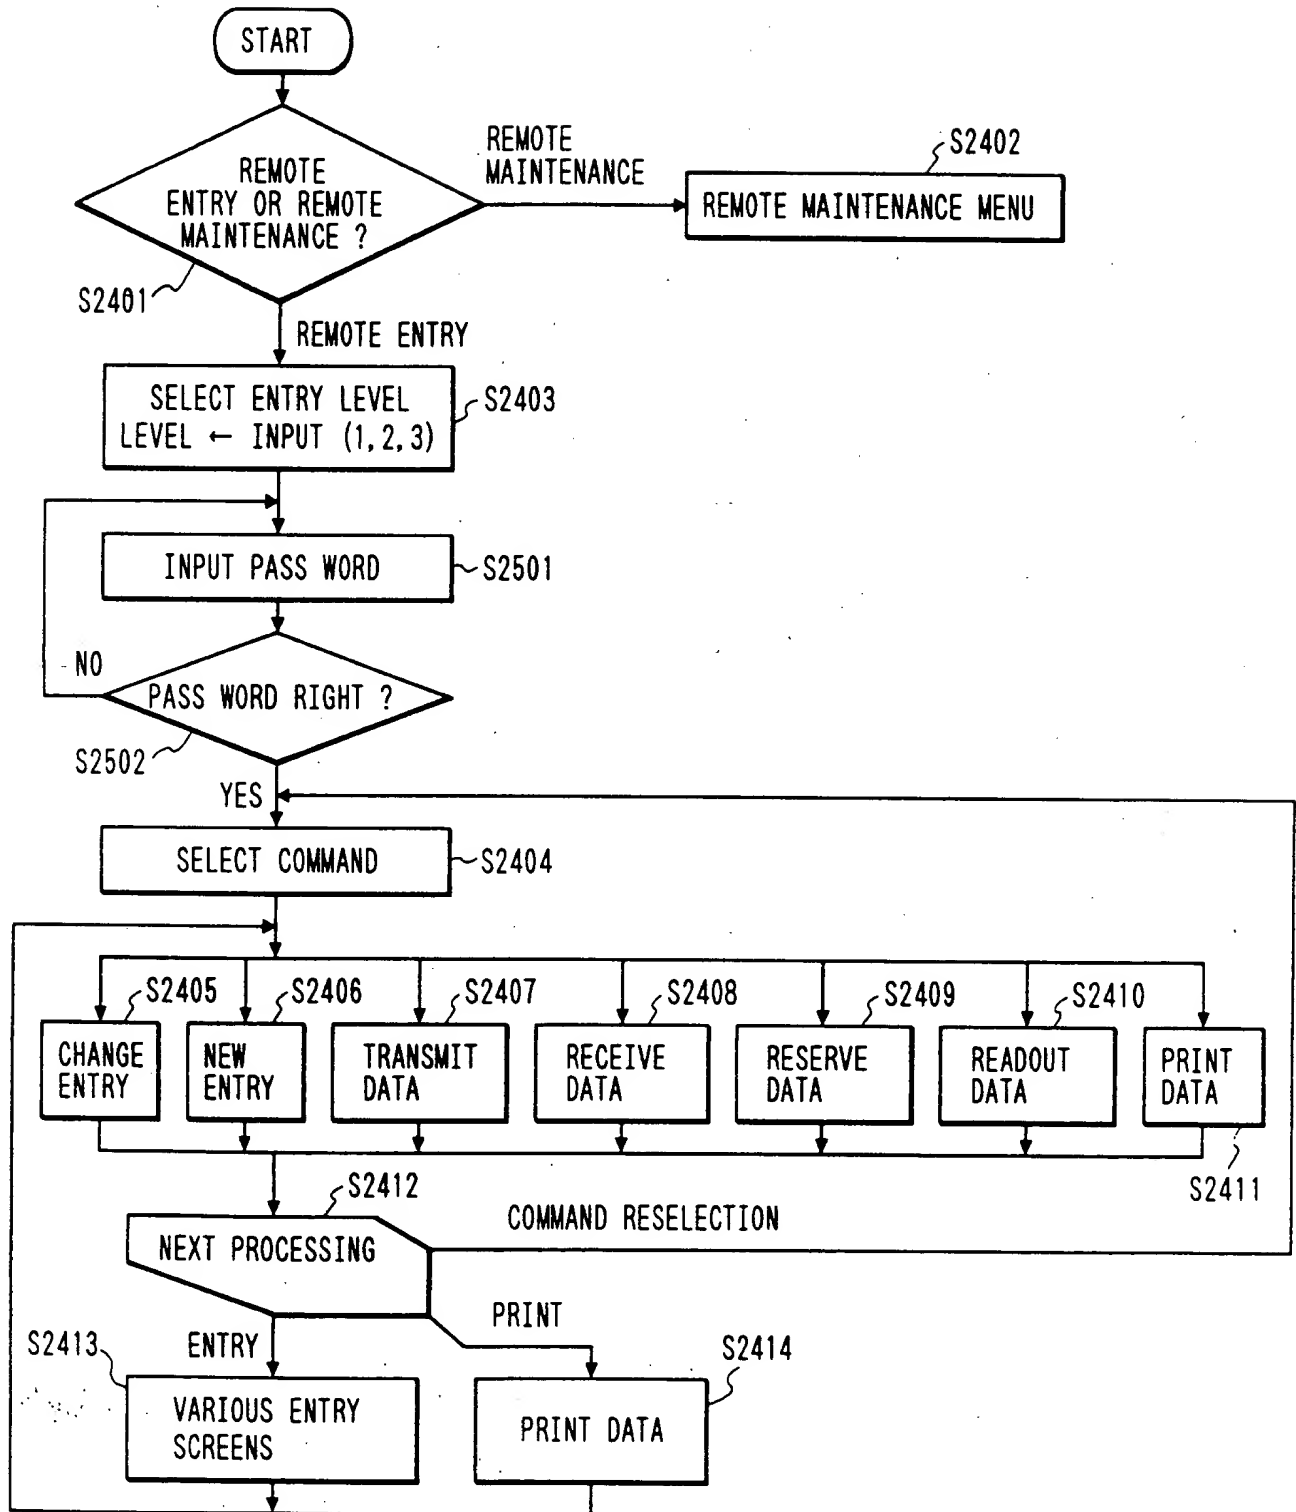 START
REMOTE
ENTRY OR REMOTE
MAINTENANCE ?
S2401
REMOTE
MAINTENANCE
S2402
REMOTE MAINTENANCE MENU
REMOTE ENTRY
SELECT ENTRY LEVEL
LEVEL ← INPUT (1,2,3)
S2403
INPUT PASS WORD
S2501
NO
PASS WORD RIGHT ?
S2502
YES
SELECT COMMAND
S2404
S2405
CHANGE
ENTRY
S2406
NEW
ENTRY
S2407
TRANSMIT
DATA
S2408
RECEIVE
DATA
S2409
RESERVE
DATA
S2410
READOUT
DATA
PRINT
DATA
S2411
S2412
NEXT PROCESSING
COMMAND RESELECTION
PRINT
ENTRY
S2413
VARIOUS ENTRY
SCREENS
S2414
PRINT DATA